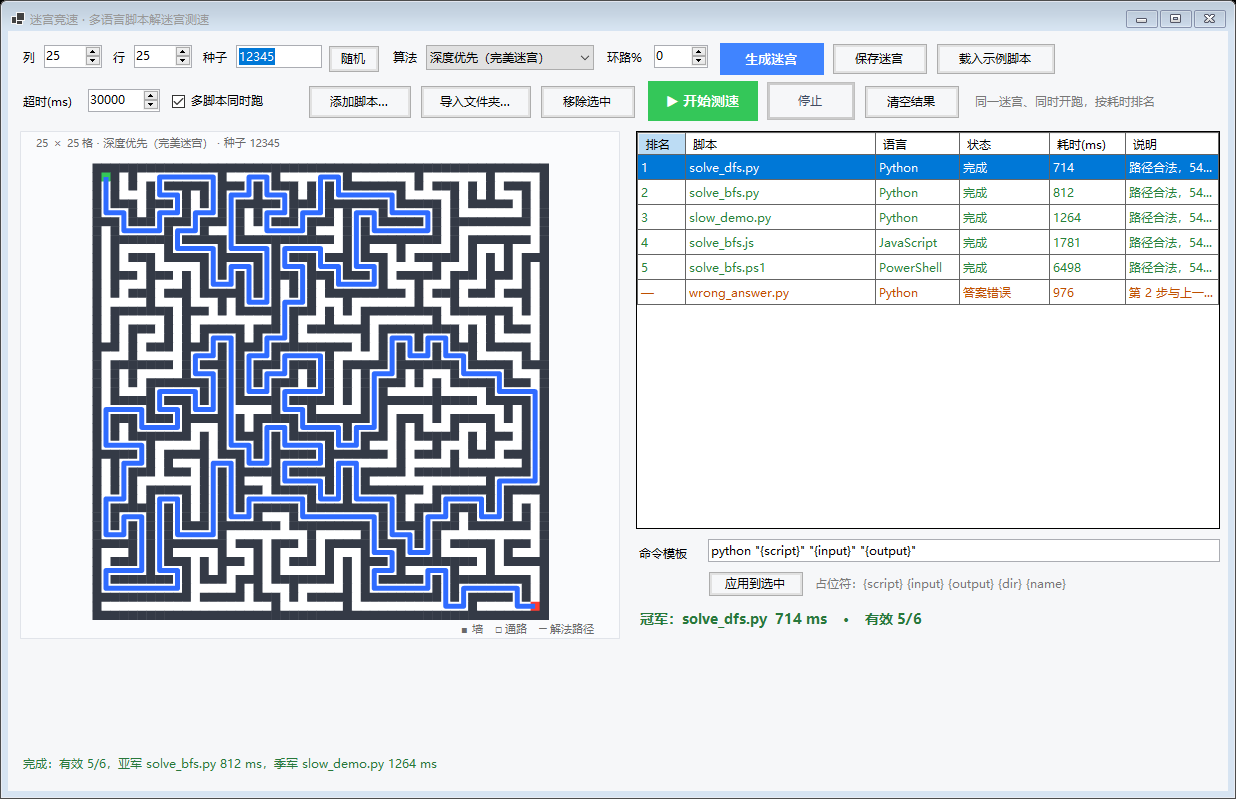 迷宫竞速 · 多语言脚本解迷宫测速
列 25 行 25 种子 12345 随机 算法 深度优先（完美迷宫） 环路% 0 生成迷宫 保存迷宫 载入示例脚本
超时(ms) 30000 多脚本同时跑 添加脚本... 导入文件夹... 移除选中 ▶ 开始测速 停止 清空结果 同一迷宫、同时开跑，按耗时排名
25 × 25 格 · 深度优先（完美迷宫） · 种子 12345
■ 墙 □ 通路 一 解法路径
排名 脚本 语言 状态 耗时(ms) 说明
1 solve_dfs.py Python 完成 714 路径合法，54...
2 solve_bfs.py Python 完成 812 路径合法，54...
3 slow_demo.py Python 完成 1264 路径合法，54...
4 solve_bfs.js JavaScript 完成 1781 路径合法，54...
5 solve_bfs.ps1 PowerShell 完成 6498 路径合法，54...
— wrong_answer.py Python 答案错误 976 第 2 步与上一...
命令模板 python "{script}" "{input}" "{output}"
应用到选中 占位符：{script} {input} {output} {dir} {name}
冠军：solve_dfs.py 714 ms • 有效 5/6
完成：有效 5/6，亚军 solve_bfs.py 812 ms，季军 slow_demo.py 1264 ms